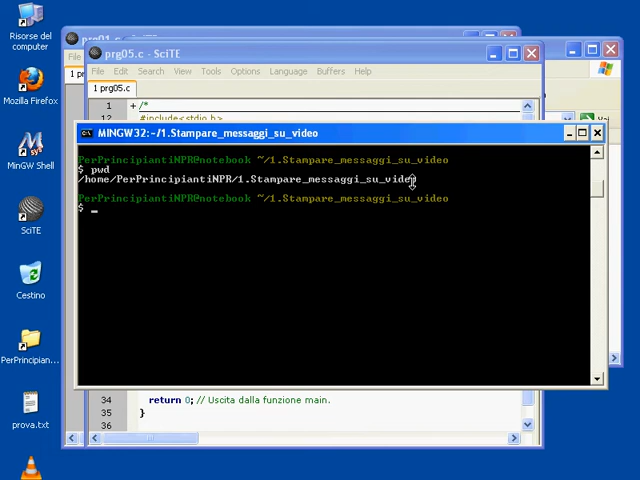 Risorse del
computer
Mozilla Firefox
MinGW Shell
SciTE
Cestino
PerPrincipian...
prova.txt
prg05.c - SciTE
File Edit Search View Tools Options Language Buffers Help
1 prg05.c
1 + /*
12 #include<stdio.h>
MINGW32:~/1.Stampare_messaggi_su_video
PerPrincipiantiNPR@notebook ~/1.Stampare_messaggi_su_video
$ pwd
/home/PerPrincipiantiNPR/1.Stampare_messaggi_su_video
PerPrincipiantiNPR@notebook ~/1.Stampare_messaggi_su_video
$ _
34 return 0; // Uscita dalla funzione main.
35 }
36